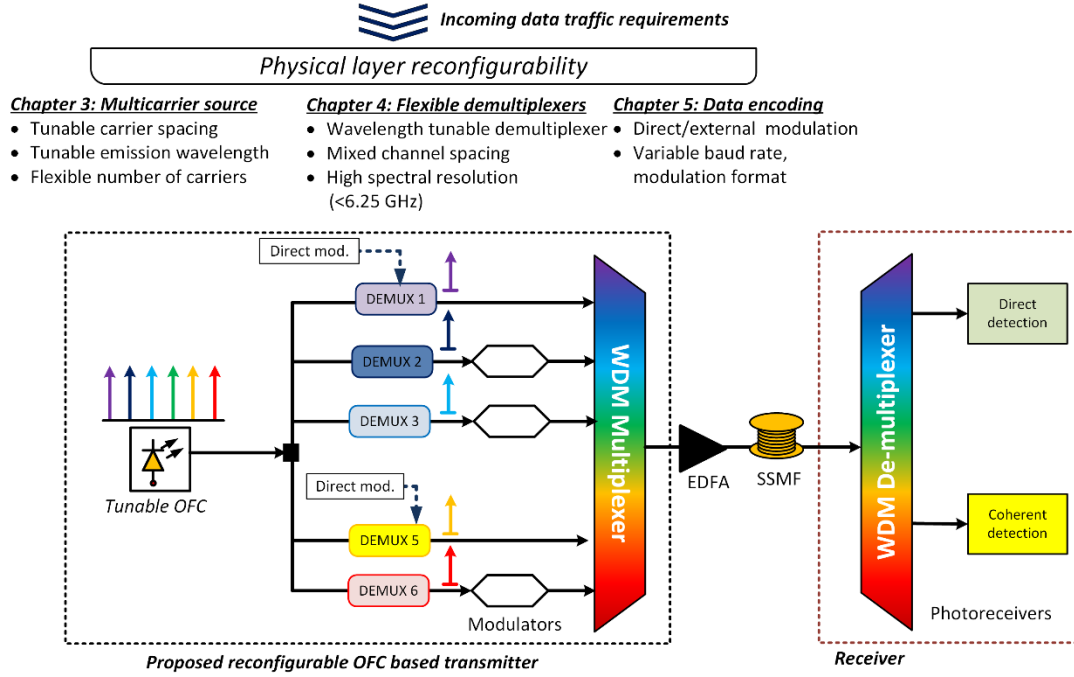 Incoming data traffic requirements
Physical layer reconfigurability
Chapter 3: Multicarrier source
• Tunable carrier spacing
• Tunable emission wavelength
• Flexible number of carriers
Chapter 4: Flexible demultiplexers
• Wavelength tunable demultiplexer
• Mixed channel spacing
• High spectral resolution
(<6.25 GHz)
Chapter 5: Data encoding
• Direct/external modulation
• Variable baud rate,
modulation format
Direct mod.
DEMUX 1
DEMUX 2
DEMUX 3
Direct mod.
DEMUX 5
DEMUX 6
Tunable OFC
Modulators
WDM Multiplexer
EDFA
SSMF
WDM De-multiplexer
Direct
detection
Coherent
detection
Photoreceivers
Proposed reconfigurable OFC based transmitter
Receiver